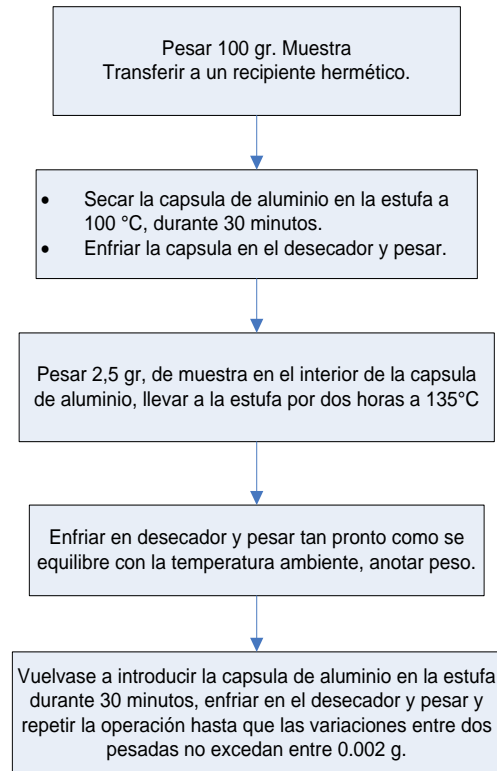 Pesar 100 gr. Muestra
Transferir a un recipiente hermético.
• Secar la capsula de aluminio en la estufa a
100 °C, durante 30 minutos.
• Enfriar la capsula en el desecador y pesar.
Pesar 2,5 gr, de muestra en el interior de la capsula
de aluminio, llevar a la estufa por dos horas a 135°C
Enfriar en desecador y pesar tan pronto como se
equilibre con la temperatura ambiente, anotar peso.
Vuelvase a introducir la capsula de aluminio en la estufa
durante 30 minutos, enfriar en el desecador y pesar y
repetir la operación hasta que las variaciones entre dos
pesadas no excedan entre 0.002 g.